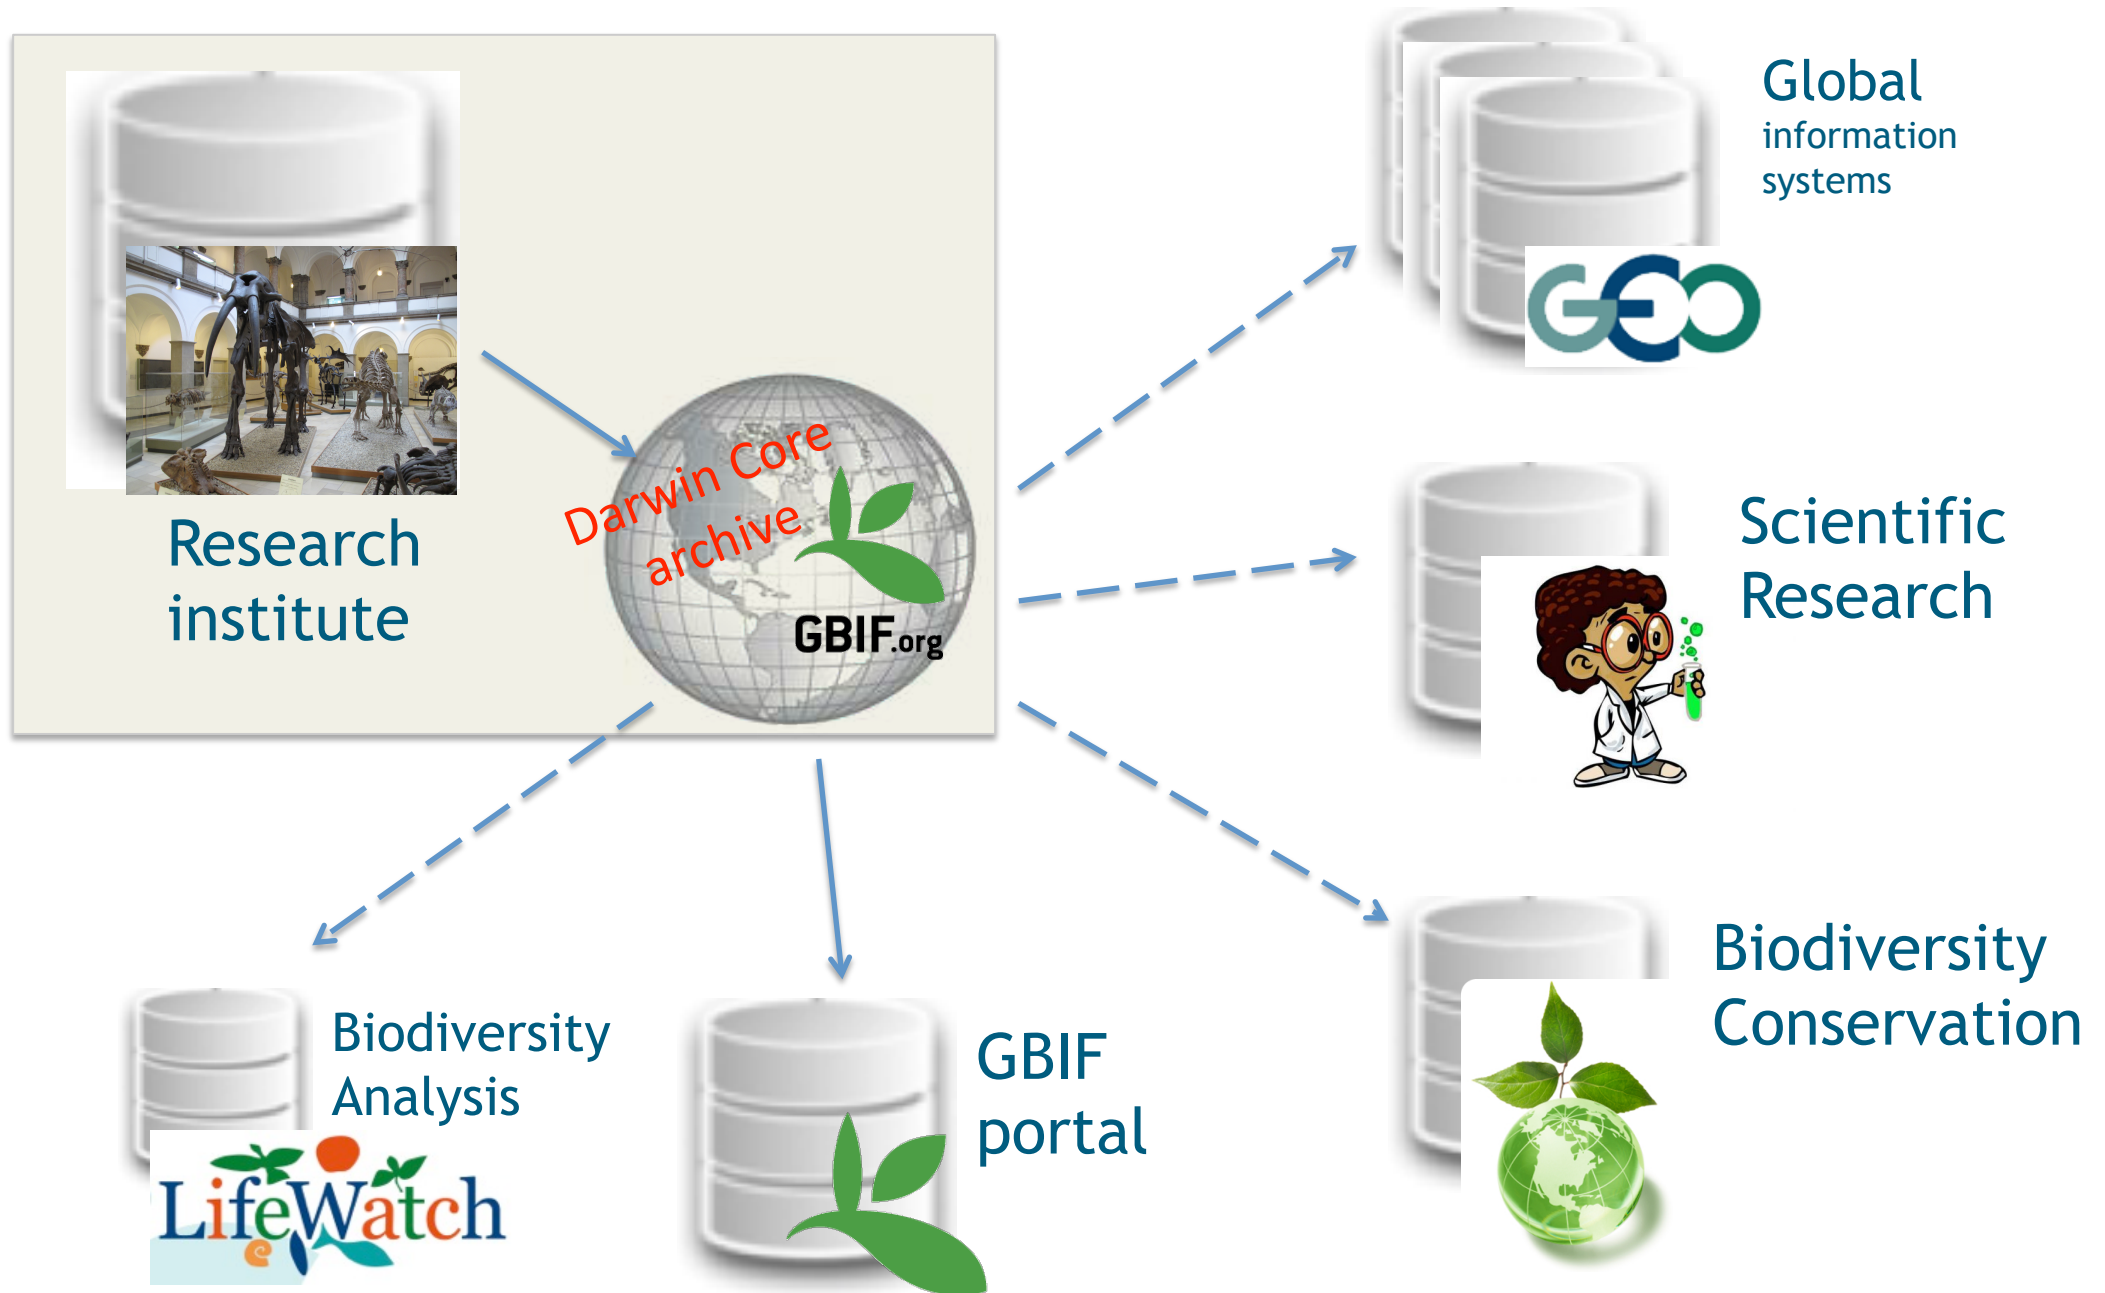 Research
institute
Darwin Core
archive
GBIF.org
Global
information
systems
GEO
Scientific
Research
Biodiversity
Conservation
Biodiversity
Analysis
LifeWatch
GBIF
portal